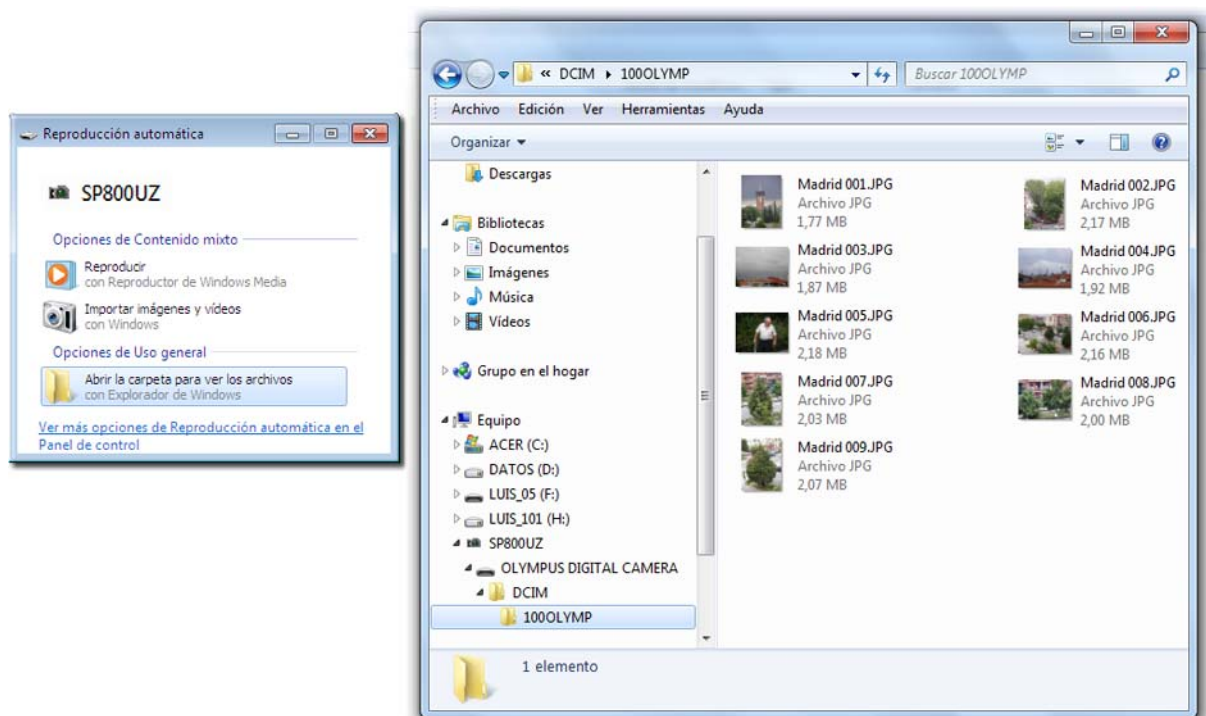 Reproducción automática
SP800UZ
Opciones de Contenido mixto
Reproducir
con Reproductor de Windows Media
Importar imágenes y vídeos
con Windows
Opciones de Uso general
Abrir la carpeta para ver los archivos
con Explorador de Windows
Ver más opciones de Reproducción automática en el
Panel de control
« DCIM 100OLYMP
Buscar 100OLYMP
Archivo Edición Ver Herramientas Ayuda
Organizar
Descargas
Bibliotecas
Documentos
Imágenes
Música
Vídeos
Grupo en el hogar
Equipo
ACER (C:)
DATOS (D:)
LUIS_05 (F:)
LUIS_101 (H:)
SP800UZ
OLYMPUS DIGITAL CAMERA
DCIM
100OLYMP
Madrid 001.JPG
Archivo JPG
1,77 MB
Madrid 002.JPG
Archivo JPG
2,17 MB
Madrid 003.JPG
Archivo JPG
1,87 MB
Madrid 004.JPG
Archivo JPG
1,92 MB
Madrid 005.JPG
Archivo JPG
2,18 MB
Madrid 006.JPG
Archivo JPG
2,16 MB
Madrid 007.JPG
Archivo JPG
2,03 MB
Madrid 008.JPG
Archivo JPG
2,00 MB
Madrid 009.JPG
Archivo JPG
2,07 MB
1 elemento